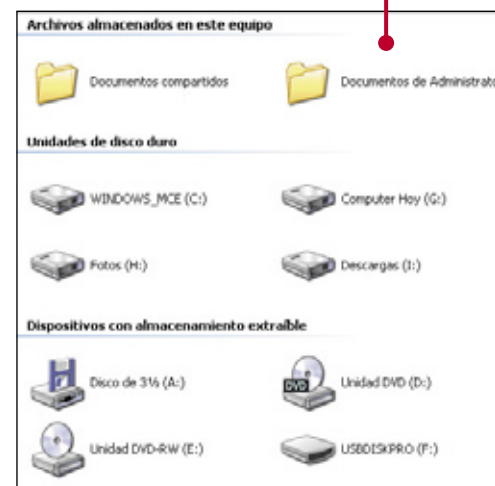 Archivos almacenados en este equipo
Documentos compartidos
Documentos de Administrato
Unidades de disco duro
WINDOWS_MCE (C:)
Computer Hoy (G:)
Fotos (H:)
Descargas (I:)
Dispositivos con almacenamiento extraíble
Disco de 3½ (A:)
DVD
Unidad DVD (D:)
Unidad DVD-RW (E:)
USBDISKPRO (F:)